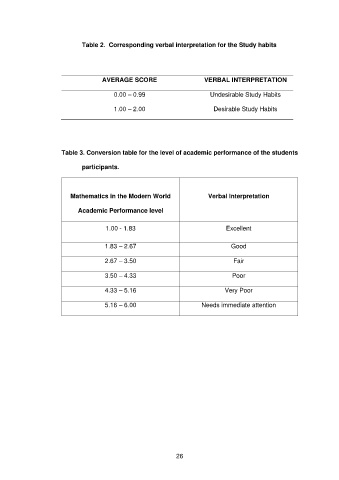 Table 2. Corresponding verbal interpretation for the Study habits
AVERAGE SCORE VERBAL INTERPRETATION
0.00 – 0.99 Undesirable Study Habits
1.00 – 2.00 Desirable Study Habits
Table 3. Conversion table for the level of academic performance of the students
participants.
Mathematics in the Modern World Verbal Interpretation
Academic Performance level
1.00 - 1.83 Excellent
1.83 – 2.67 Good
2.67 – 3.50 Fair
3.50 – 4.33 Poor
4.33 – 5.16 Very Poor
5.16 – 6.00 Needs immediate attention
26